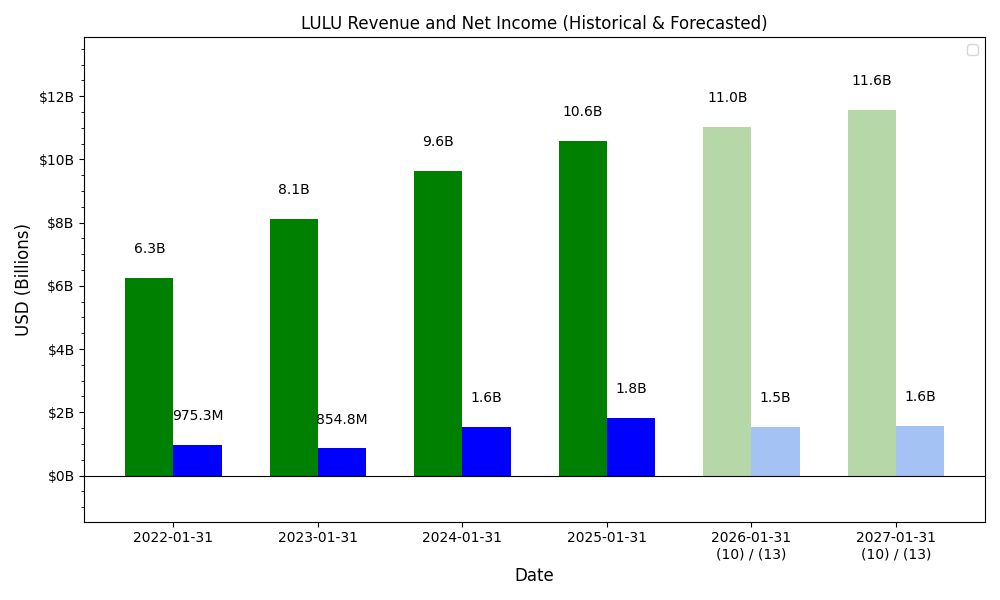 LULU Revenue and Net Income (Historical & Forecasted)
USD (Billions)
$12B
$10B
$8B
$6B
$4B
$2B
$0B
6.3B
975.3M
8.1B
854.8M
9.6B
1.6B
10.6B
1.8B
11.0B
1.5B
11.6B
1.6B
2022-01-31
2023-01-31
2024-01-31
2025-01-31
2026-01-31
(10) / (13)
2027-01-31
(10) / (13)
Date